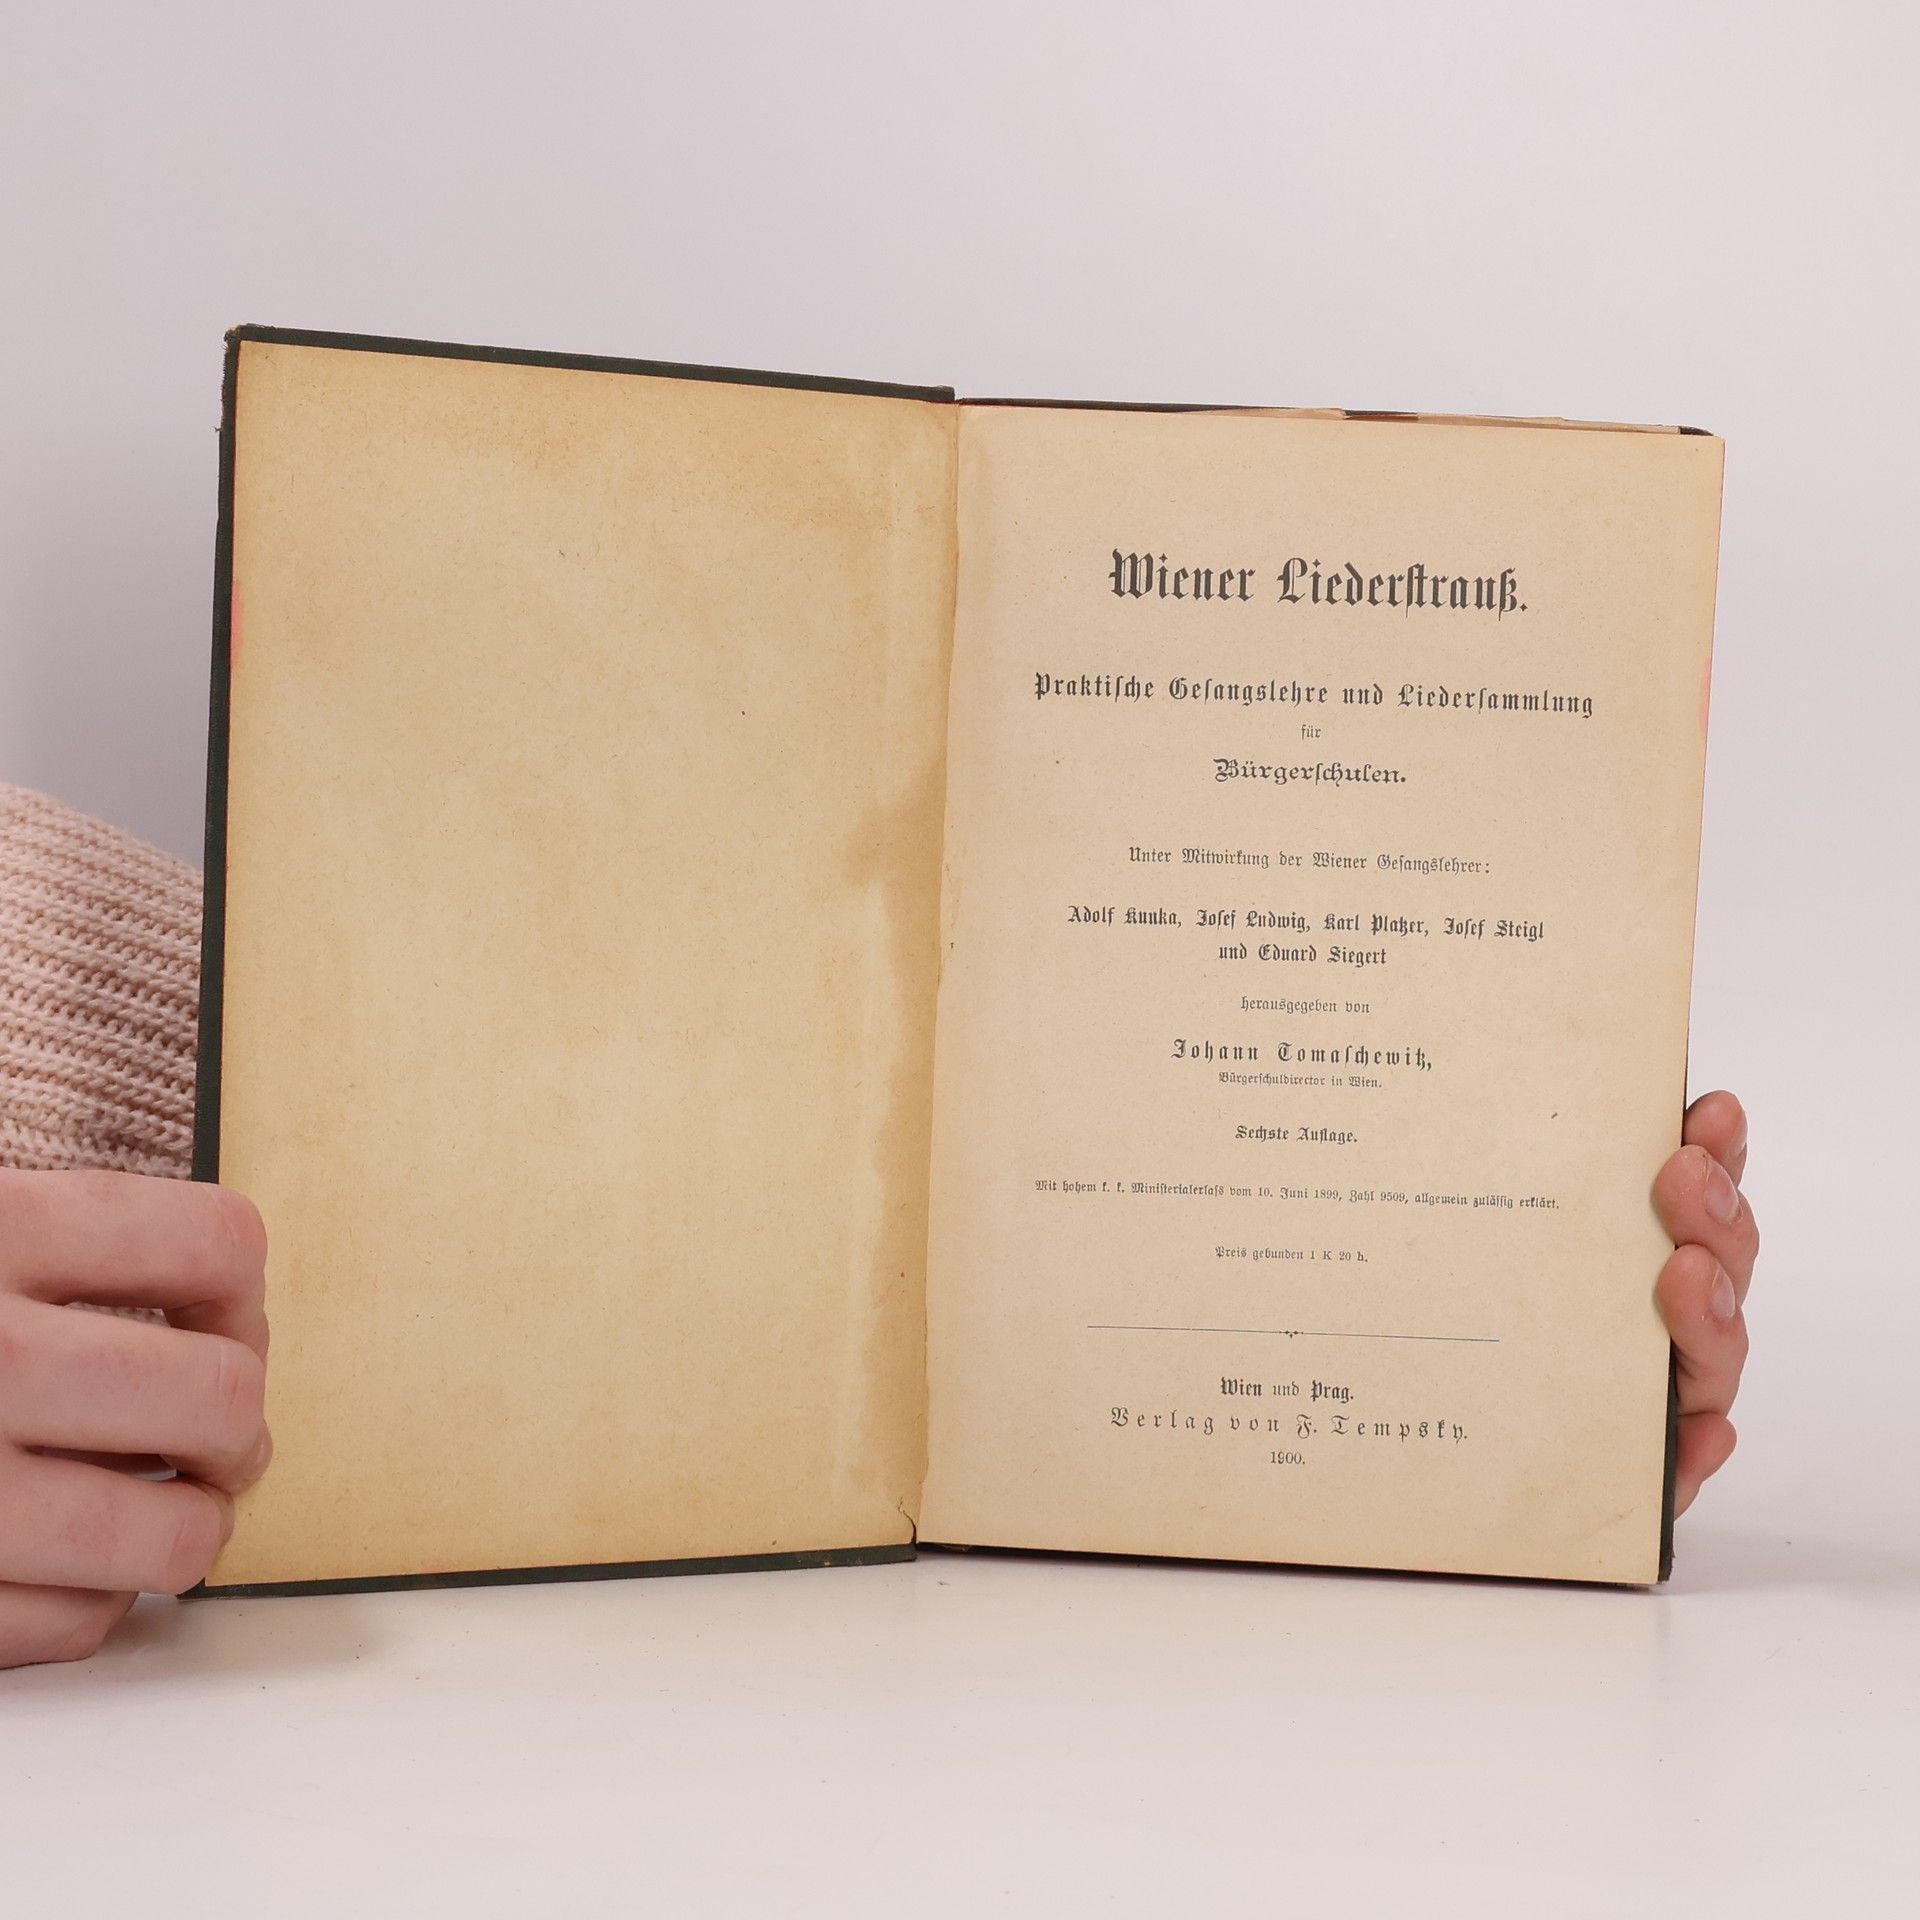 Wiener Liederstrauß.
Praktische Gesangslehre und Liedersammlung
für
Bürgerschulen.
Unter Mitwirkung der Wiener Gesangslehrer:
Adolf Kunka, Josef Ludwig, Karl Platzer, Josef Steigl
und Eduard Siegert
herausgegeben von
Johann Tomaschewitz,
Bürgerschuldirector in Wien.
Sechste Auflage.
Mit hohem k. k. Ministerialerlass vom 10. Juni 1899, Zahl 9509, allgemein zulässig erklärt.
Preis gebunden 1 K 20 h.
Wien und Prag.
Verlag von F. Tempsky.
1900.